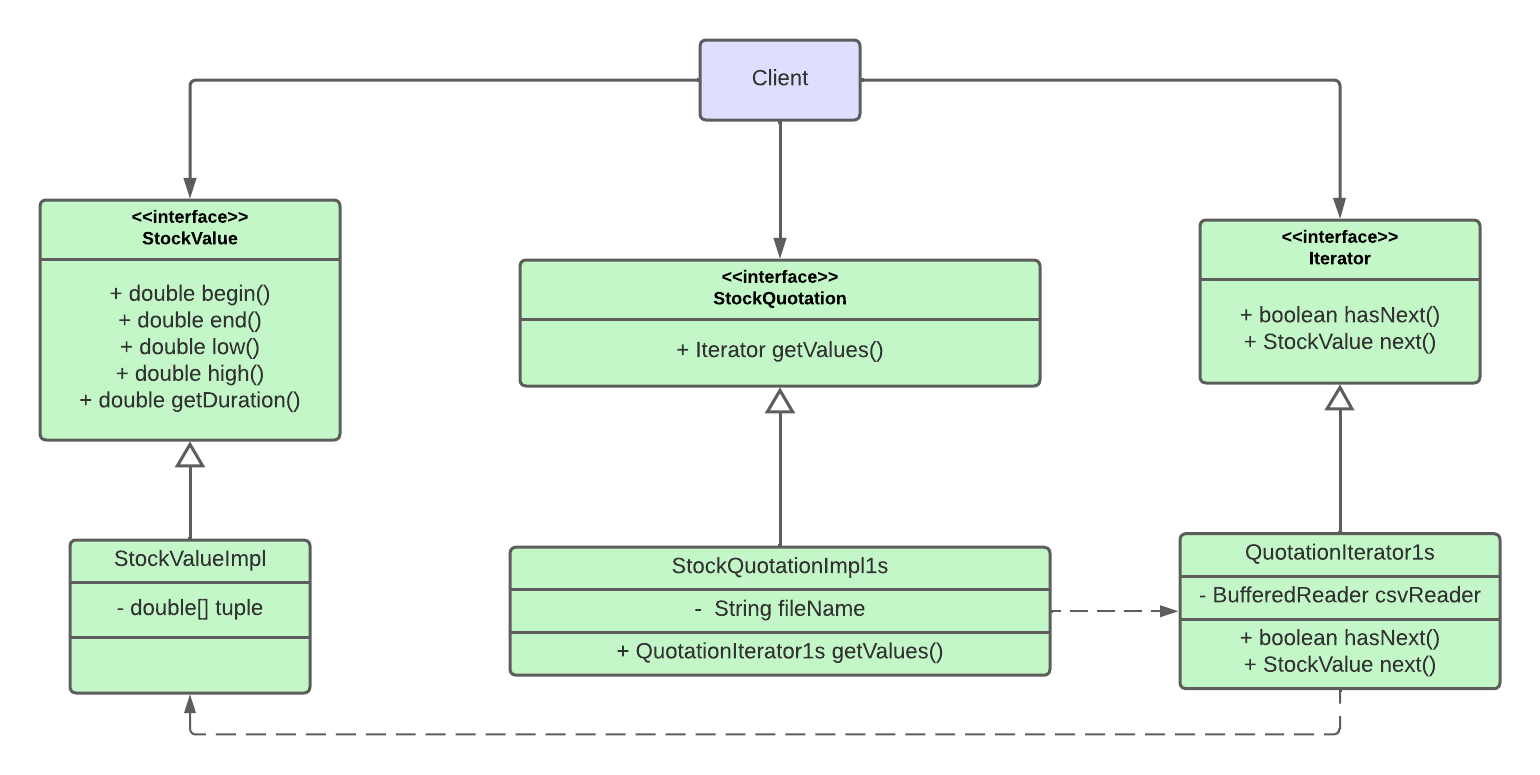 Client
<<interface>>
StockValue
+ double begin()
+ double end()
+ double low()
+ double high()
+ double getDuration()
<<interface>>
StockQuotation
+ Iterator getValues()
<<interface>>
Iterator
+ boolean hasNext()
+ StockValue next()
StockValueImpl
- double[] tuple
StockQuotationImpl1s
-  String fileName
+ QuotationIterator1s getValues()
QuotationIterator1s
- BufferedReader csvReader
+ boolean hasNext()
+ StockValue next()